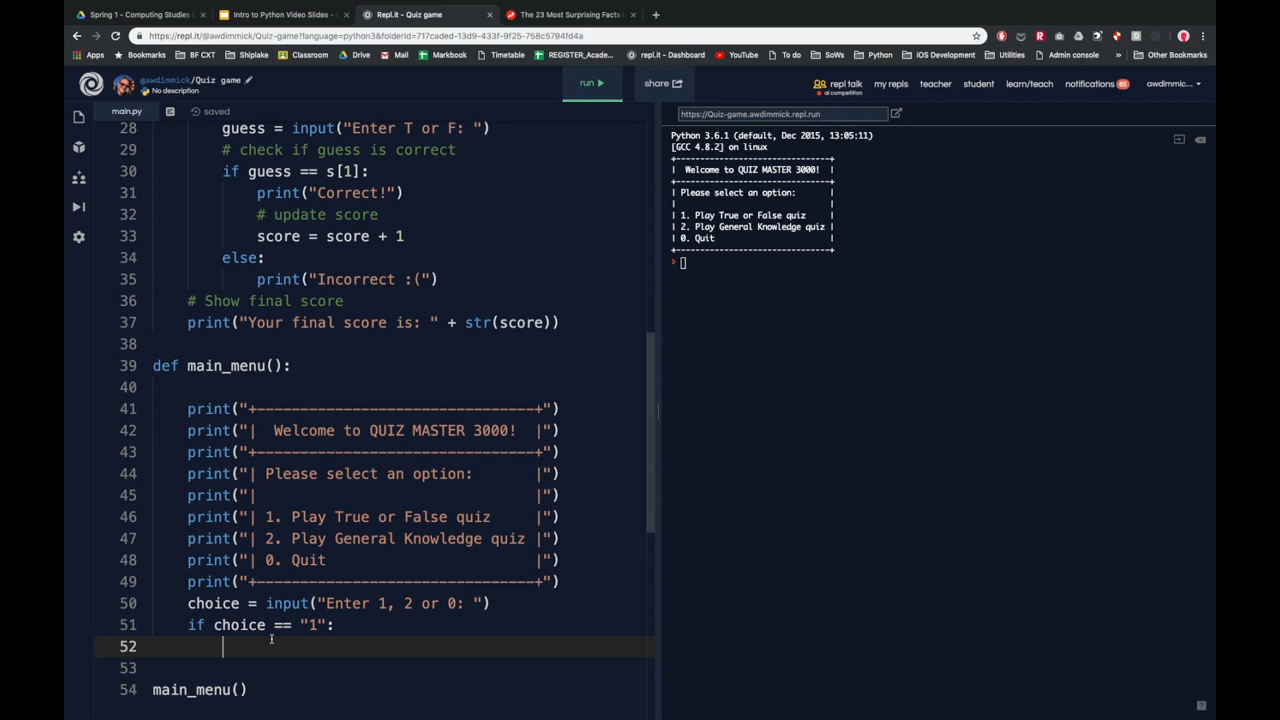 Spring 1 - Computing Studies
Intro to Python Video Slides -
Repl.it - Quiz game
The 23 Most Surprising Facts
https://repl.it/@awdimmick/Quiz-game?language=python3&folderId=717caded-13d9-433f-9f25-758c5794fd4a
Apps
Bookmarks
BF CXT
Shiplake
Classroom
Drive
Mail
Markbook
Timetable
REGISTER_Acade...
repl.it - Dashboard
YouTube
To do
SoWs
Python
iOS Development
Utilities
Admin console
Other Bookmarks
@awdimmick/Quiz game
No description
run
share
repl talk
ai competition
my repls
teacher
student
learn/teach
notifications 65
awdimmic...
main.py
saved
28 guess = input("Enter T or F: ")
29 # check if guess is correct
30 if guess == s[1]:
31 print("Correct!")
32 # update score
33 score = score + 1
34 else:
35 print("Incorrect :(")
36 # Show final score
37 print("Your final score is: " + str(score))
38
39 def main_menu():
40
41 print("+--------------------------------+")
42 print("|  Welcome to QUIZ MASTER 3000!  |")
43 print("+--------------------------------+")
44 print("| Please select an option:       |")
45 print("|                                |")
46 print("| 1. Play True or False quiz     |")
47 print("| 2. Play General Knowledge quiz |")
48 print("| 0. Quit                        |")
49 print("+--------------------------------+")
50 choice = input("Enter 1, 2 or 0: ")
51 if choice == "1":
52
53
54 main_menu()
https://Quiz-game.awdimmick.repl.run
Python 3.6.1 (default, Dec 2015, 13:05:11)
[GCC 4.8.2] on linux
+--------------------------------+
|  Welcome to QUIZ MASTER 3000!  |
+--------------------------------+
| Please select an option:       |
|                                |
| 1. Play True or False quiz     |
| 2. Play General Knowledge quiz |
| 0. Quit                        |
+--------------------------------+